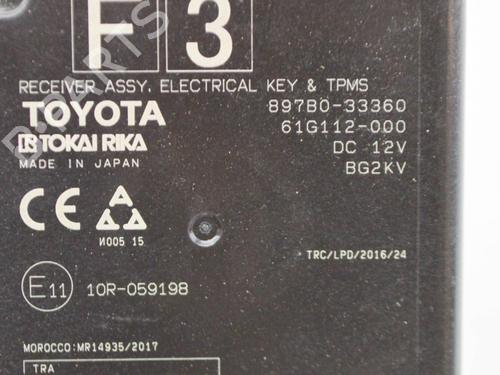 F 3
RECEIVER ASSY, ELECTRICAL KEY & TPMS
TOYOTA 897B0-33360
TOKAI RIKA 61G112-000
MADE IN JAPAN DC 12V
BG2KV
CE
И005 15
TRC/LPD/2016/24
E11 10R-059198
MOROCCO:MR14935/2017
TRA
B-PARTS